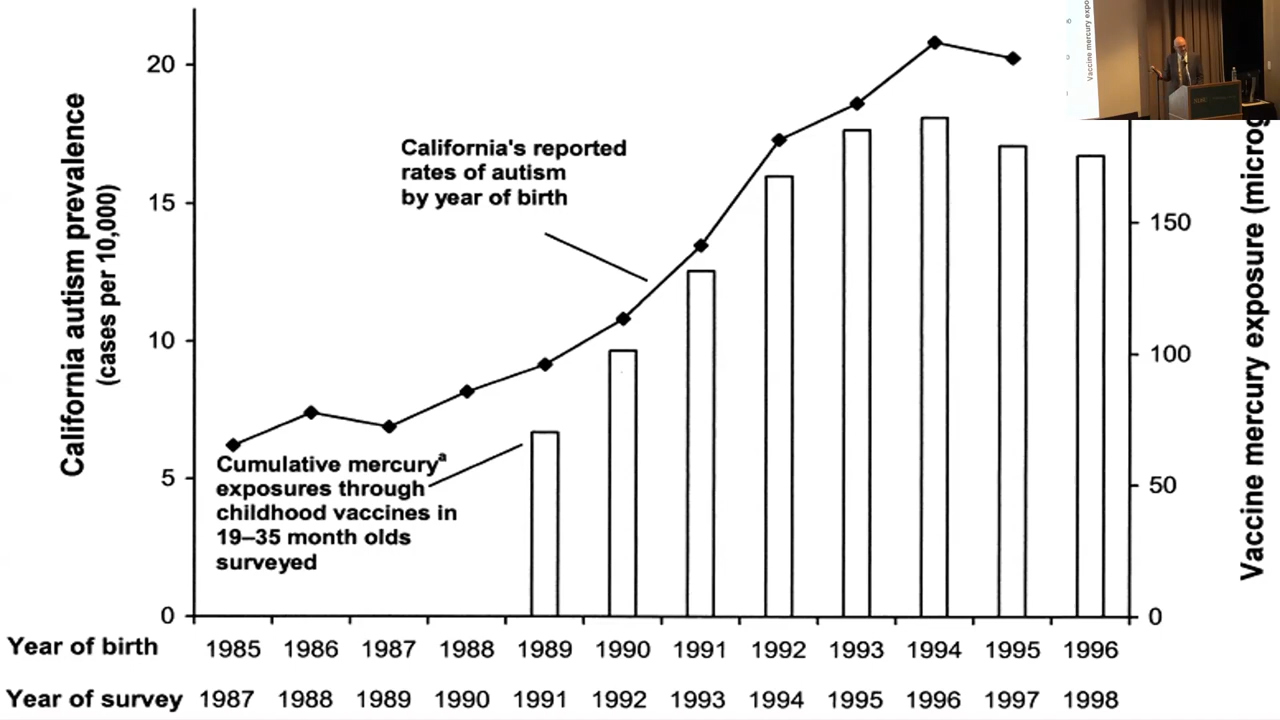 20
15
10
5
0
California autism prevalence
(cases per 10,000)
California's reported
rates of autism
by year of birth
Cumulative mercuryᵃ
exposures through
childhood vaccines in
19–35 month olds
surveyed
150
100
50
0
Vaccine mercury exposure
Vaccine mercury expo
Year of birth 1985 1986 1987 1988 1989 1990 1991 1992 1993 1994 1995 1996
Year of survey 1987 1988 1989 1990 1991 1992 1993 1994 1995 1996 1997 1998